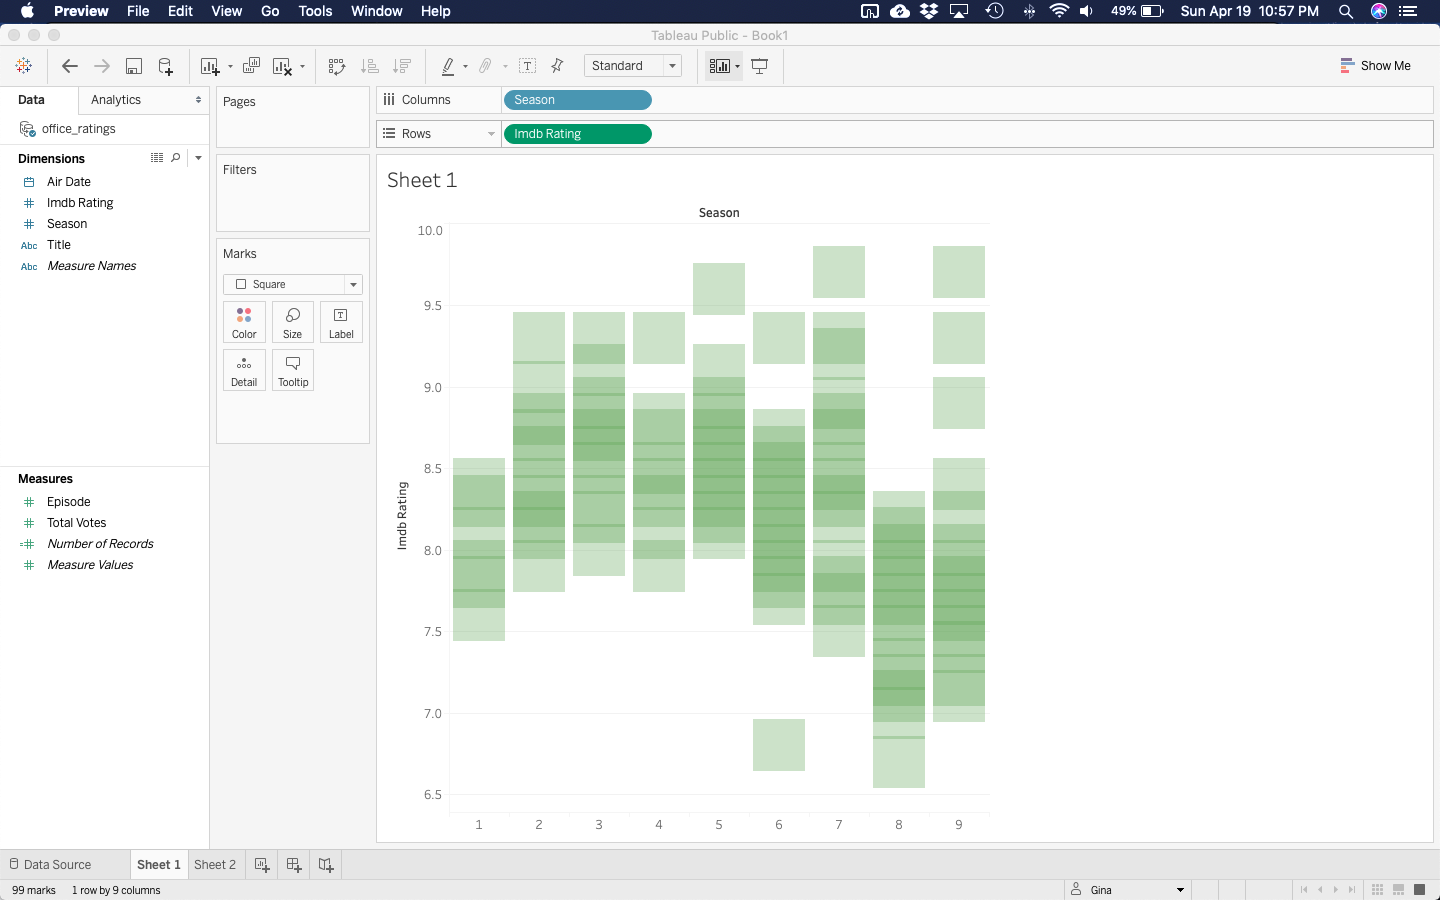 Preview File Edit View Go Tools Window Help 49% Sun Apr 19 10:57 PM
Tableau Public - Book1
Standard Show Me
Data Analytics
office_ratings
Dimensions
Air Date
Imdb Rating
Season
Title
Measure Names
Abc
Abc
Measures
Episode
Total Votes
Number of Records
Measure Values
Pages
Filters
Marks
Square
Color Size Label
Detail Tooltip
Columns Season
Rows Imdb Rating
Sheet 1
Season
Imdb Rating
10.0
9.5
9.0
8.5
8.0
7.5
7.0
6.5
1 2 3 4 5 6 7 8 9
Data Source Sheet 1 Sheet 2
99 marks 1 row by 9 columns Gina